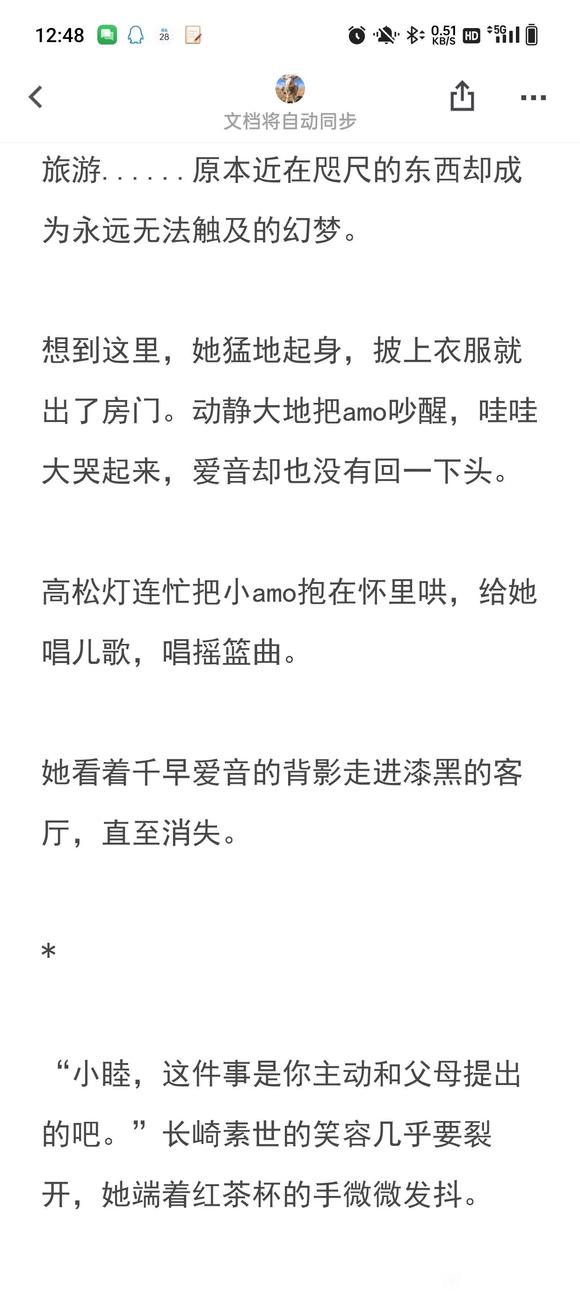 12:48
28
0.51
KB/S
HD
5G
文档将自动同步
旅游......原本近在咫尺的东西却成
为永远无法触及的幻梦。
想到这里，她猛地起身，披上衣服就
出了房门。动静大地把amo吵醒，哇哇
大哭起来，爱音却也没有回一下头。
高松灯连忙把小amo抱在怀里哄，给她
唱儿歌，唱摇篮曲。
她看着千早爱音的背影走进漆黑的客
厅，直至消失。
*
“小睦，这件事是你主动和父母提出
的吧。”长崎素世的笑容几乎要裂
开，她端着红茶杯的手微微发抖。